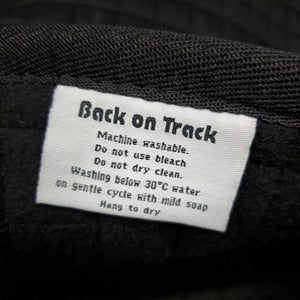 Back on Track
Machine washable.
Do not use bleach
Do not dry clean.
Washing below 30°C water
on gentle cycle with mild soap
Hang to dry